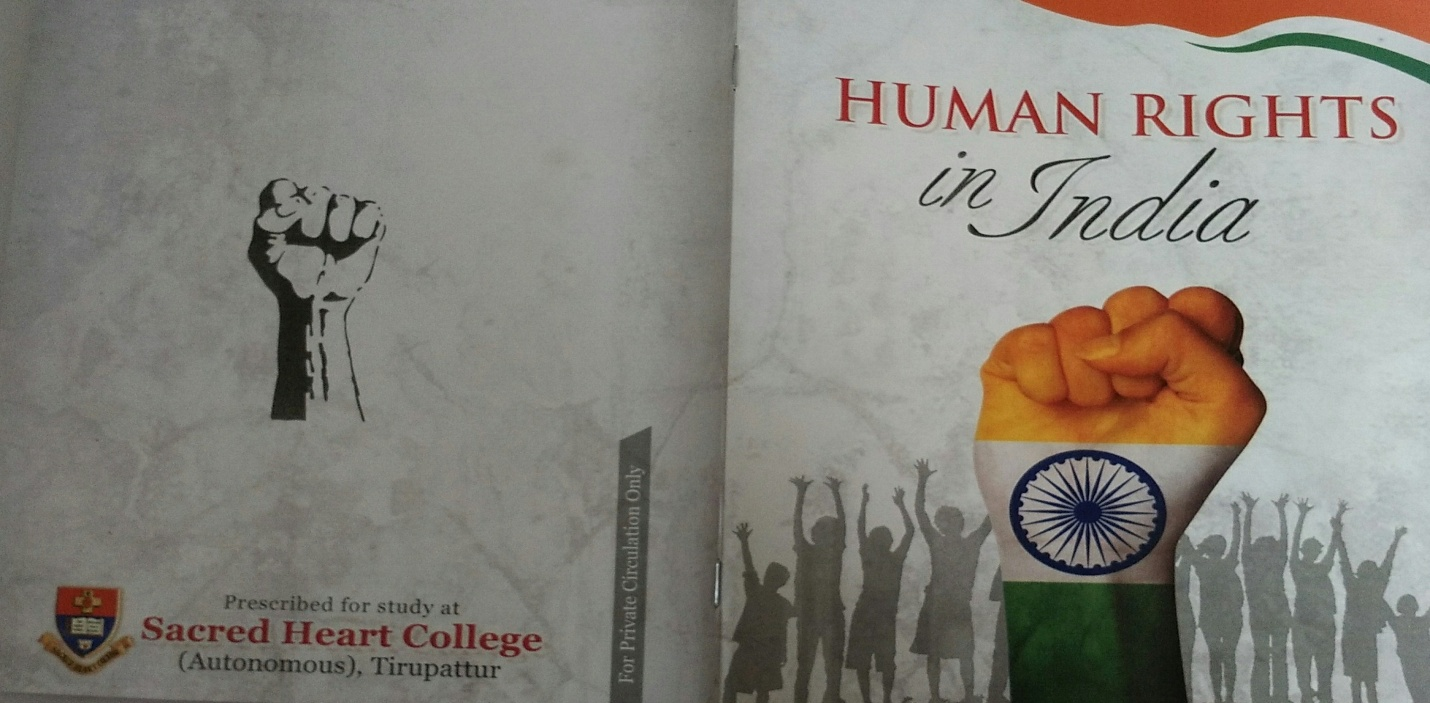 Prescribed for study at
Sacred Heart College
(Autonomous), Tirupattur
For Private Circulation Only
HUMAN RIGHTS
in India